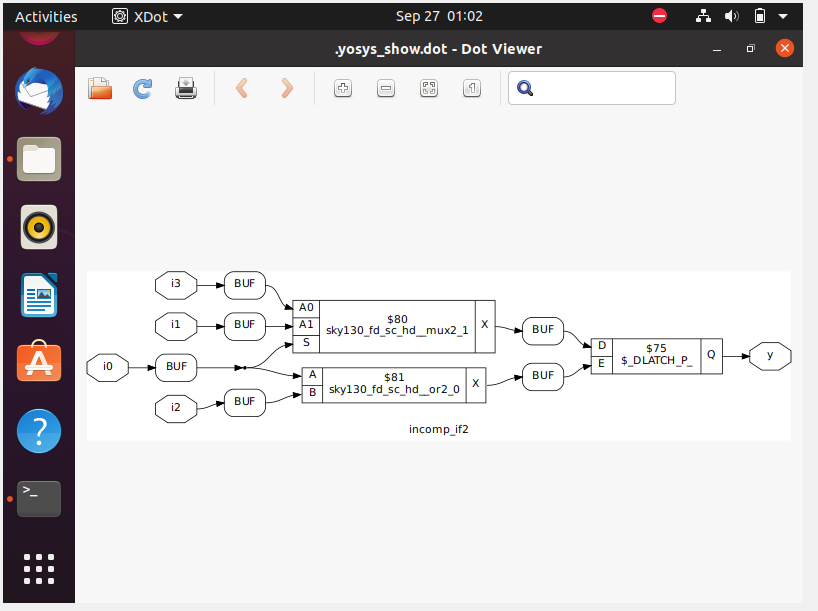 Activities
XDot
Sep 27 01:02
.yosys_show.dot - Dot Viewer
1
i3
BUF
i1
BUF
i0
BUF
i2
BUF
A0
A1
S
$80
sky130_fd_sc_hd__mux2_1
X
A
B
$81
sky130_fd_sc_hd__or2_0
X
BUF
BUF
D
E
$75
$_DLATCH_P_
Q
y
incomp_if2
?
>_